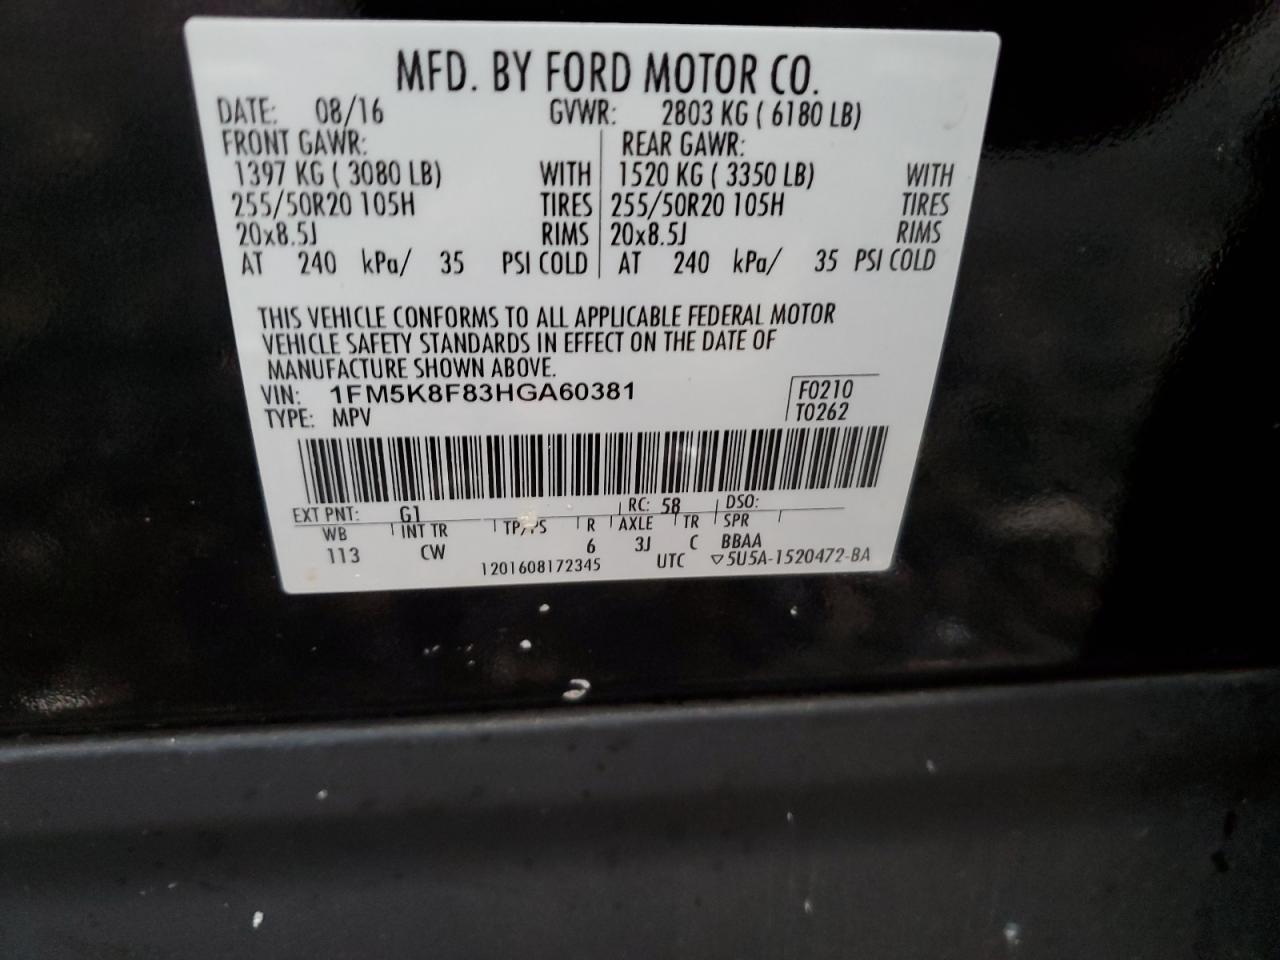 MFD. BY FORD MOTOR CO.
DATE: 08/16 GVWR: 2803 KG ( 6180 LB)
FRONT GAWR: REAR GAWR:
1397 KG ( 3080 LB) WITH 1520 KG ( 3350 LB) WITH
255/50R20 105H TIRES 255/50R20 105H TIRES
20x8.5J RIMS 20x8.5J RIMS
AT 240 kPa/ 35 PSI COLD AT 240 kPa/ 35 PSI COLD
THIS VEHICLE CONFORMS TO ALL APPLICABLE FEDERAL MOTOR
VEHICLE SAFETY STANDARDS IN EFFECT ON THE DATE OF
MANUFACTURE SHOWN ABOVE.
VIN: 1FM5K8F83HGA60381 F0210
TYPE: MPV T0262
EXT PNT: G1 RC: 58 DSO:
WB INT TR TP/PS R AXLE TR SPR
113 CW 6 3J C BBAA
1201608172345 UTC ▽5U5A-1520472-BA